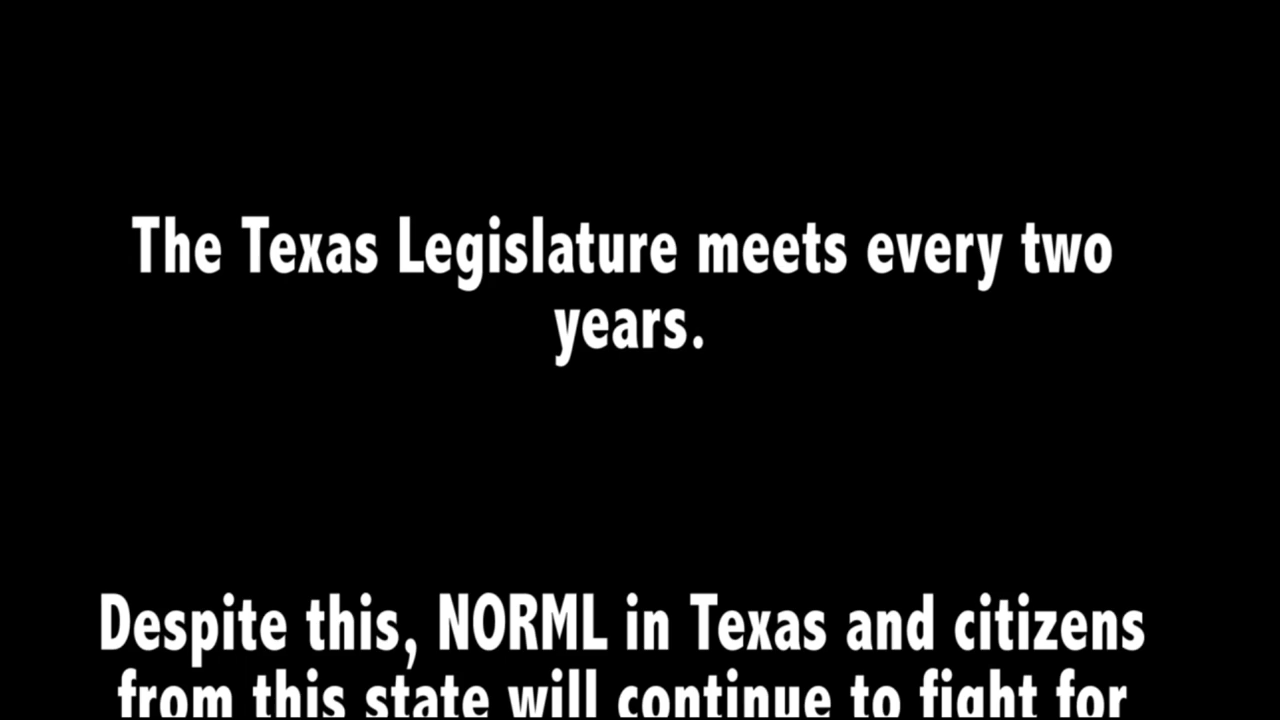 The Texas Legislature meets every two
years.
Despite this, NORML in Texas and citizens
from this state will continue to fight for